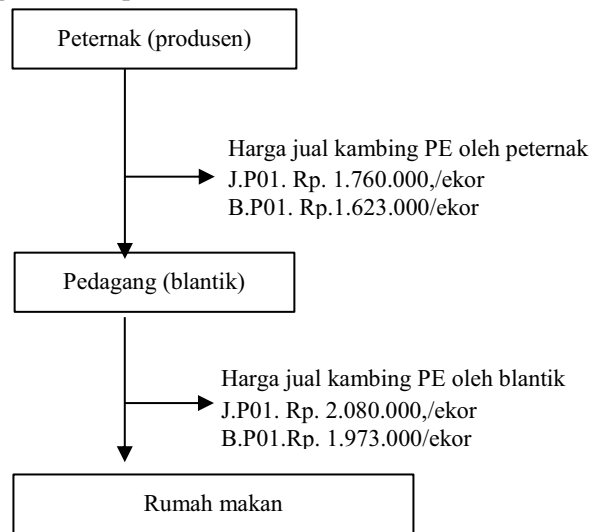 Peternak (produsen)
Harga jual kambing PE oleh peternak
J.P01. Rp. 1.760.000,/ekor
B.P01. Rp.1.623.000/ekor
Pedagang (blantik)
Harga jual kambing PE oleh blantik
J.P01. Rp. 2.080.000,/ekor
B.P01.Rp. 1.973.000/ekor
Rumah makan